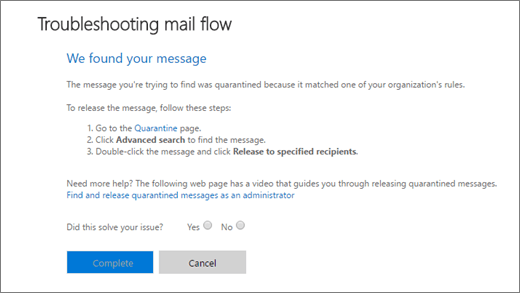 Troubleshooting mail flow
We found your message
The message you're trying to find was quarantined because it matched one of your organization's rules.
To release the message, follow these steps:
1. Go to the Quarantine page.
2. Click Advanced search to find the message.
3. Double-click the message and click Release to specified recipients.
Need more help? The following web page has a video that guides you through releasing quarantined messages.
Find and release quarantined messages as an administrator
Did this solve your issue? Yes No
Complete Cancel